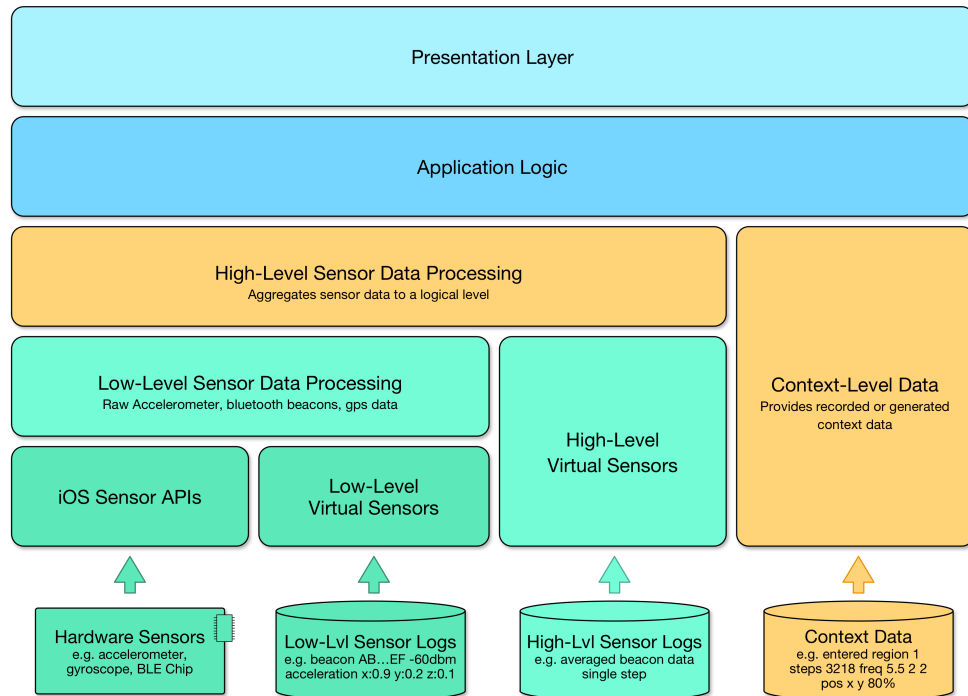 Presentation Layer
Application Logic
High-Level Sensor Data Processing
Aggregates sensor data to a logical level
Low-Level Sensor Data Processing
Raw Accelerometer, bluetooth beacons, gps data
High-Level
Virtual Sensors
Context-Level Data
Provides recorded or generated
context data
iOS Sensor APIs
Low-Level
Virtual Sensors
Hardware Sensors
e.g. accelerometer,
gyroscope, BLE Chip
Low-Lvl Sensor Logs
e.g. beacon AB...EF -60dbm
acceleration x:0.9 y:0.2 z:0.1
High-Lvl Sensor Logs
e.g. averaged beacon data
single step
Context Data
e.g. entered region 1
steps 3218 freq 5.5 2 2
pos x y 80%